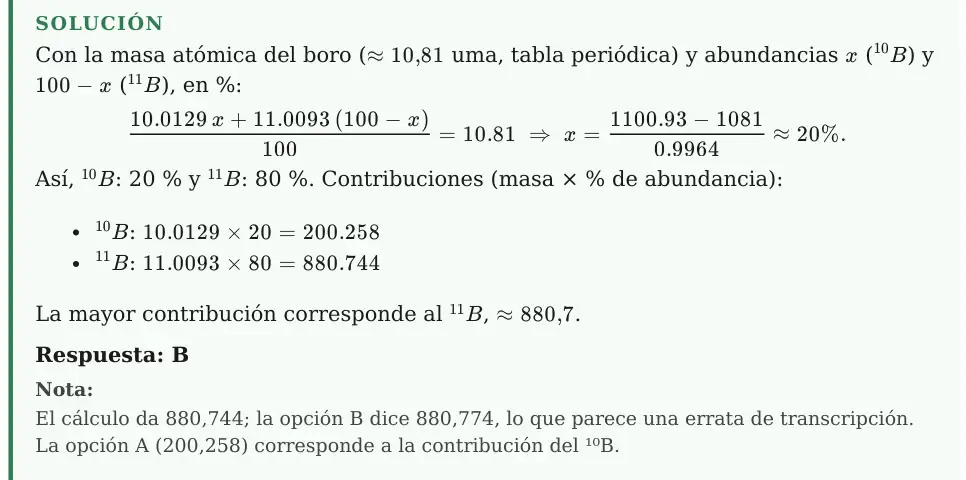 SOLUCIÓN
Con la masa atómica del boro (≈ 10,81 uma, tabla periódica) y abundancias x (¹⁰B) y
100 − x (¹¹B), en %:
(10.0129 x + 11.0093 (100 − x))/100 = 10.81 ⇒ x = (1100.93 − 1081)/0.9964 ≈ 20%.
Así, ¹⁰B: 20 % y ¹¹B: 80 %. Contribuciones (masa × % de abundancia):
• ¹⁰B: 10.0129 × 20 = 200.258
• ¹¹B: 11.0093 × 80 = 880.744
La mayor contribución corresponde al ¹¹B, ≈ 880,7.
Respuesta: B
Nota:
El cálculo da 880,744; la opción B dice 880,774, lo que parece una errata de transcripción.
La opción A (200,258) corresponde a la contribución del ¹⁰B.